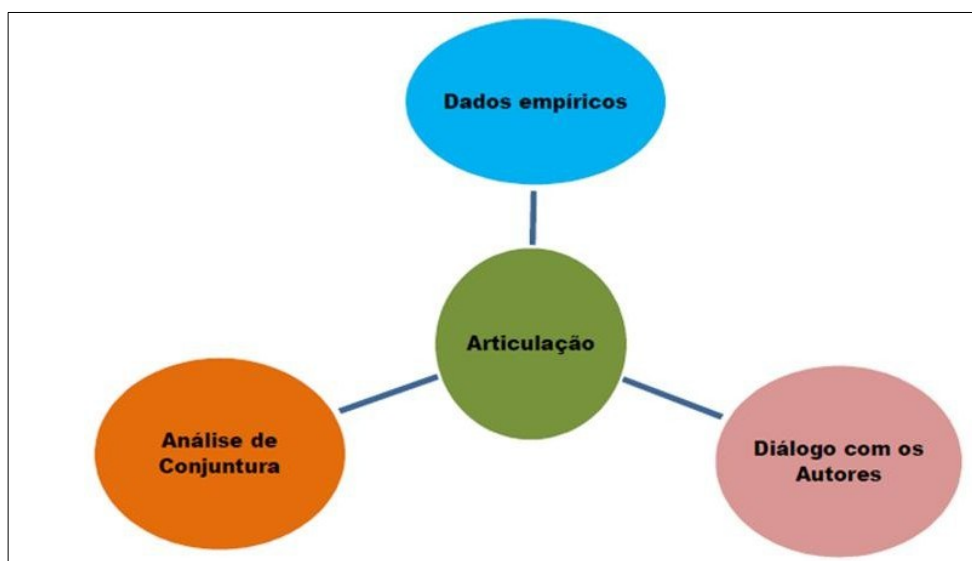 Dados empíricos
Articulação
Análise de
Conjuntura
Diálogo com os
Autores